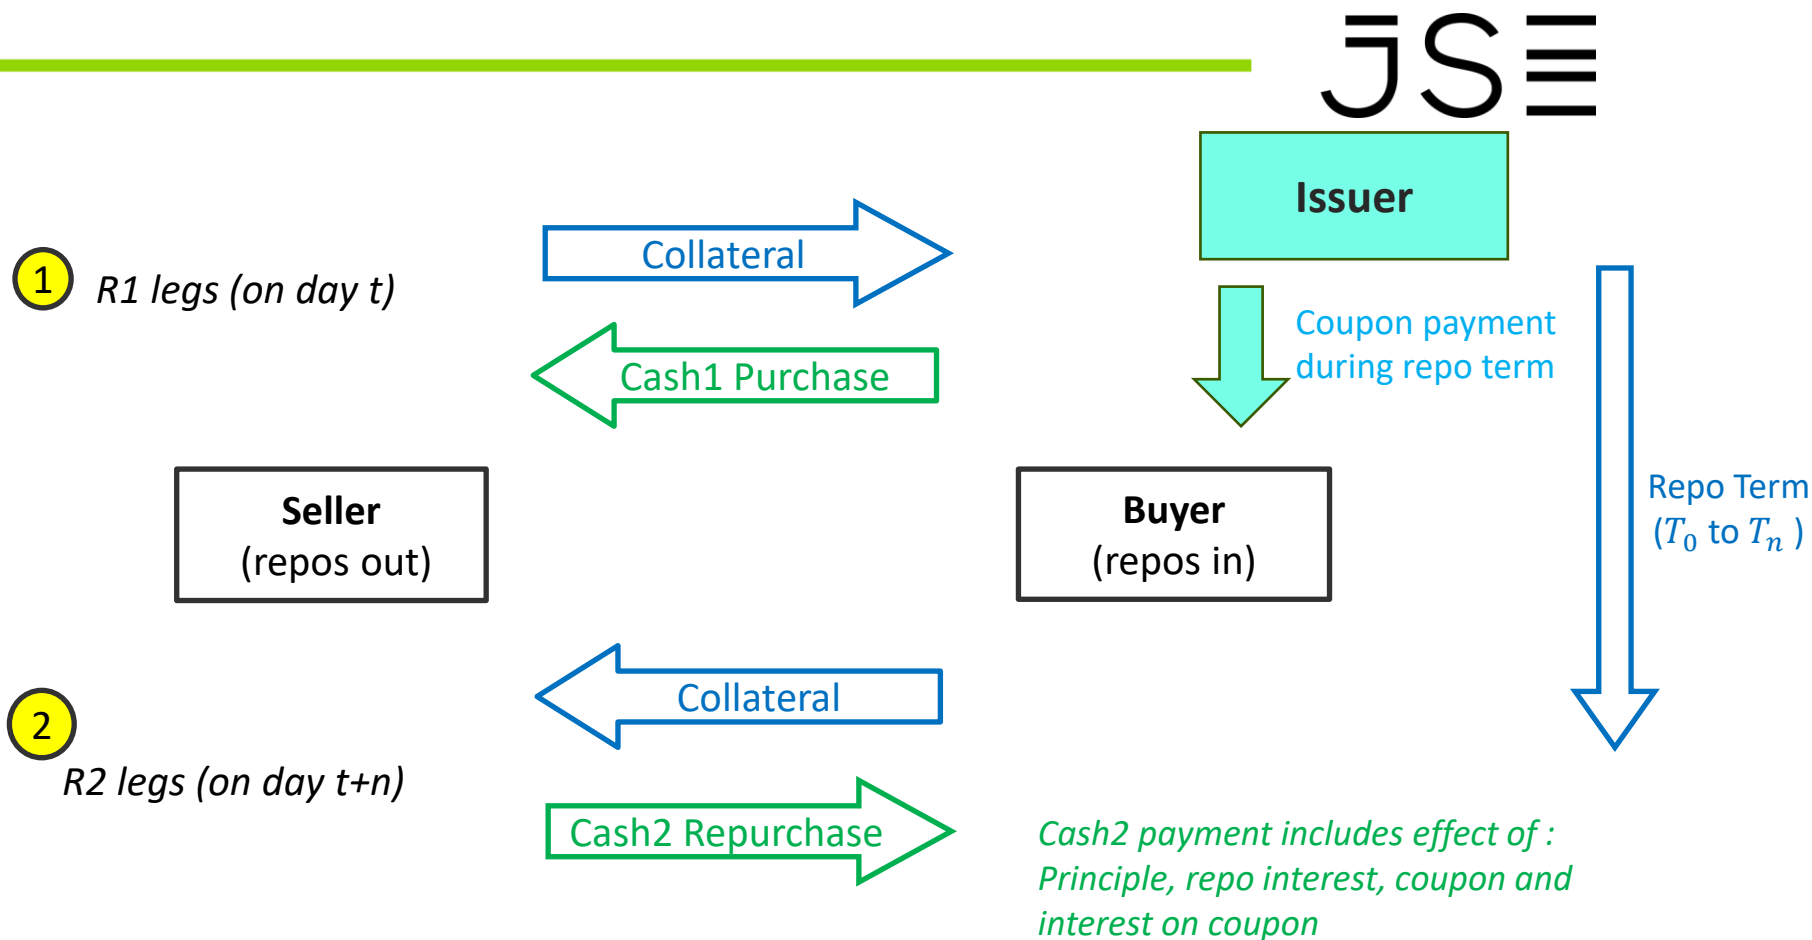 JSE
Issuer
1
R1 legs (on day t)
Collateral
Cash1 Purchase
Coupon payment
during repo term
Seller
(repos out)
Buyer
(repos in)
Repo Term
(T₀ to Tₙ )
2
R2 legs (on day t+n)
Collateral
Cash2 Repurchase
Cash2 payment includes effect of :
Principle, repo interest, coupon and
interest on coupon